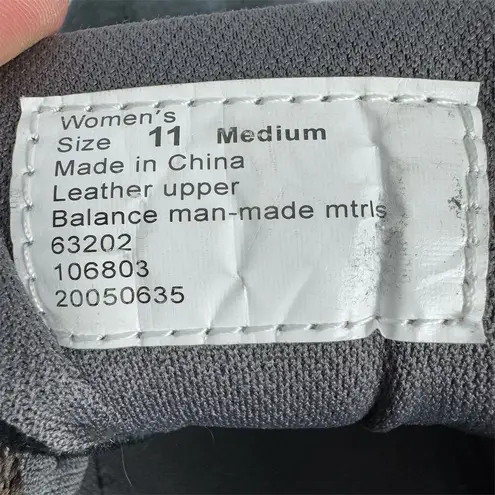 Women's
Size 11 Medium
Made in China
Leather upper
Balance man-made mtrls
63202
106803
20050635